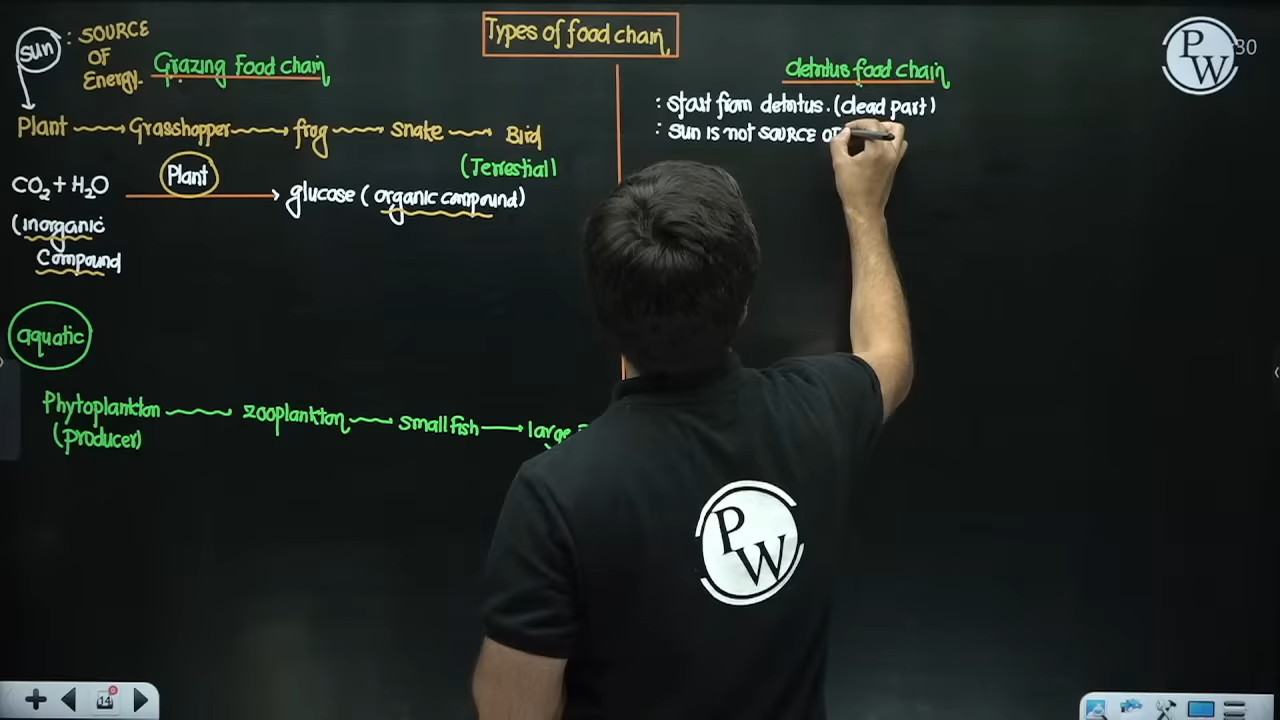 Types of food chain
sun : SOURCE
OF
Energy.
Grazing Food chain
Plant Grasshopper frog snake Bird
(Terrestial)
CO2 + H2O Plant glucose (organic compound)
(inorganic
Compound
aquatic
Phytoplankton zooplankton small fish large
(producer)
detritus food chain
: start from detritus. (dead part)
: sun is not source of
PW
30
PW
14